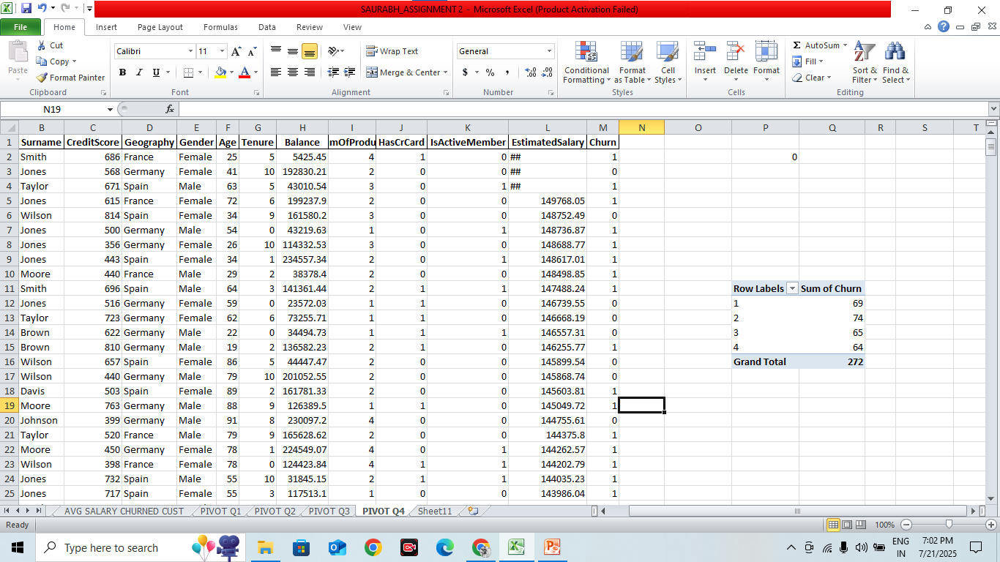 SAURABH_ASSIGNMENT 2 - Microsoft Excel (Product Activation Failed)
File Home Insert Page Layout Formulas Data Review View
Paste Cut Copy Format Painter Clipboard
Calibri 11 B I U Font
Wrap Text Merge & Center Alignment
General $ % , Number
Conditional Formatting Format as Table Cell Styles Styles
Insert Delete Format Cells
AutoSum Fill Clear Sort & Filter Find & Select Editing
N19 fx
B C D E F G H I J K L M N O P Q R S T
1 Surname CreditScore Geography Gender Age Tenure Balance mOfProdu HasCrCard IsActiveMember EstimatedSalary Churn
2 Smith 686 France Female 25 5 5425.45 4 1 0 ## 1 0
3 Jones 568 Germany Female 41 10 192830.21 2 0 0 ## 0
4 Taylor 671 Spain Male 63 5 43010.54 3 0 1 ## 1
5 Jones 615 France Female 72 6 199237.9 2 0 0 149768.05 1
6 Wilson 814 Spain Female 34 9 161580.2 3 0 0 148752.49 0
7 Jones 500 Germany Male 54 0 43219.63 1 0 1 148736.87 1
8 Jones 356 Germany Female 26 10 114332.53 3 0 0 148688.77 1
9 Jones 443 Spain Female 34 1 234557.34 2 0 1 148617.01 1
10 Moore 440 France Male 29 2 38378.4 2 0 0 148498.85 1
11 Smith 696 Spain Male 64 3 141361.44 2 1 1 147488.24 1 Row Labels Sum of Churn
12 Jones 516 Germany Female 59 0 23572.03 1 1 0 146739.55 0 1 69
13 Taylor 723 Germany Female 62 6 73255.71 1 1 0 146668.19 0 2 74
14 Brown 622 Germany Male 22 0 34494.73 1 1 1 146557.31 0 3 65
15 Brown 810 Germany Male 19 2 136582.23 2 1 0 146255.77 1 4 64
16 Wilson 657 Spain Female 86 5 44447.47 2 0 0 145899.54 0 Grand Total 272
17 Wilson 440 Germany Male 79 10 201052.55 2 0 0 145868.74 0
18 Davis 503 Spain Female 89 2 161781.33 2 0 0 145603.81 1
19 Moore 763 Germany Male 88 9 126389.5 1 1 0 145049.72 1
20 Johnson 399 Germany Male 91 8 230097.2 4 0 0 144755.61 0
21 Taylor 520 France Male 79 9 165628.62 2 0 0 144375.8 1
22 Moore 450 Germany Female 78 1 224549.07 4 0 1 144262.57 1
23 Wilson 398 France Female 78 0 124423.84 4 1 1 144202.79 1
24 Jones 732 Spain Male 55 10 31845.15 2 1 1 144035.23 1
25 Jones 717 Spain Female 55 3 117513.1 1 0 0 143986.04 1
AVG SALARY CHURNED CUST PIVOT Q1 PIVOT Q2 PIVOT Q3 PIVOT Q4 Sheet11
Ready 100%
Type here to search ENG IN 7:02 PM 7/21/2025